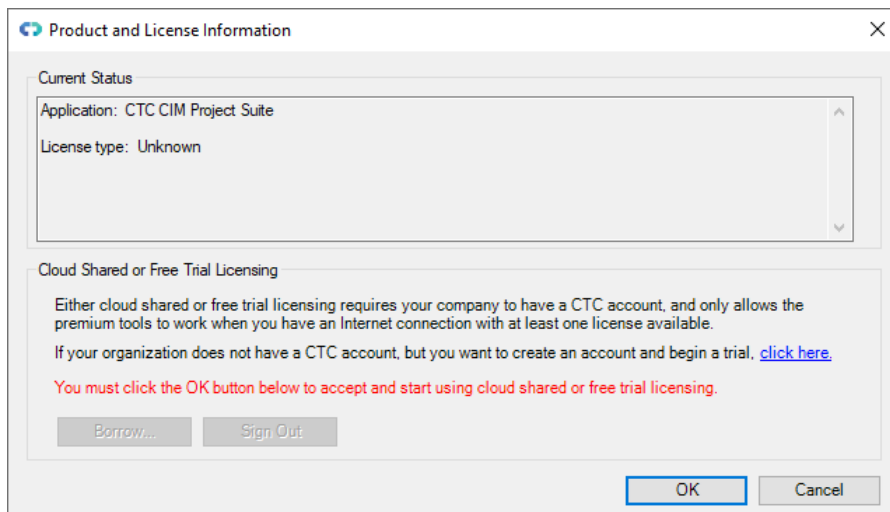 Product and License Information
Current Status
Application: CTC CIM Project Suite
License type: Unknown
Cloud Shared or Free Trial Licensing
Either cloud shared or free trial licensing requires your company to have a CTC account, and only allows the
premium tools to work when you have an Internet connection with at least one license available.
If your organization does not have a CTC account, but you want to create an account and begin a trial, click here.
You must click the OK button below to accept and start using cloud shared or free trial licensing.
Borrow... Sign Out
OK Cancel